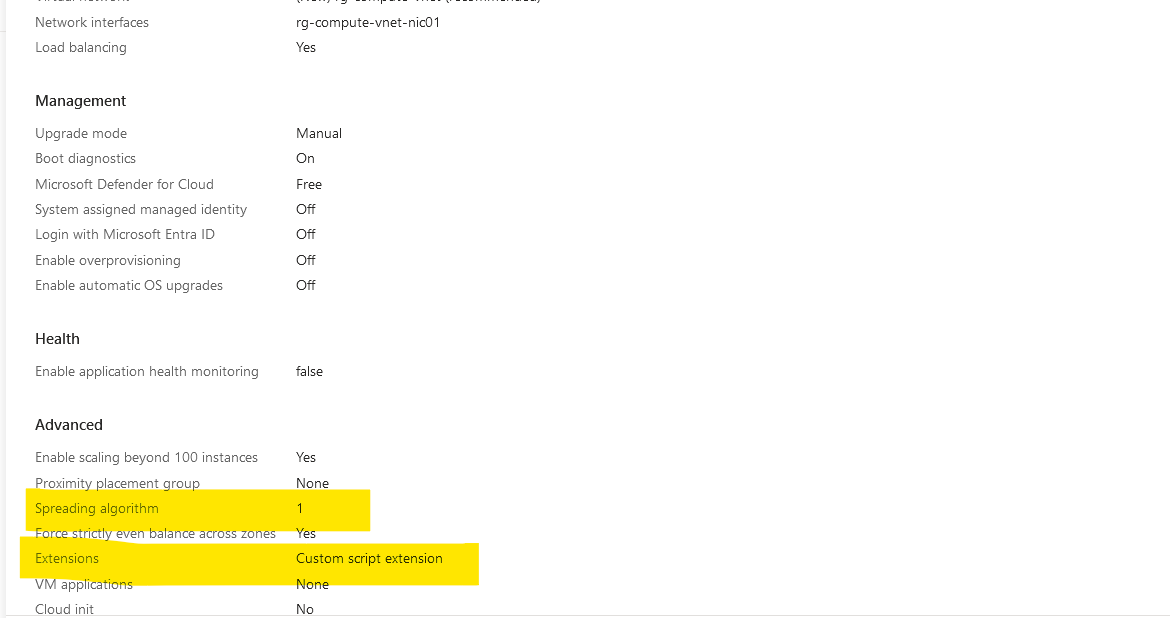 Network interfaces rg-compute-vnet-nic01
Load balancing Yes
Management
Upgrade mode Manual
Boot diagnostics On
Microsoft Defender for Cloud Free
System assigned managed identity Off
Login with Microsoft Entra ID Off
Enable overprovisioning Off
Enable automatic OS upgrades Off
Health
Enable application health monitoring false
Advanced
Enable scaling beyond 100 instances Yes
Proximity placement group None
Spreading algorithm 1
Force strictly even balance across zones Yes
Extensions Custom script extension
VM applications None
Cloud init No